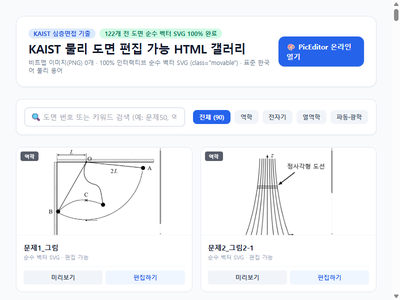 KAIST 심층면접 기출
122개 전 도면 순수 벡터 SVG 100% 완료
KAIST 물리 도면 편집 가능 HTML 갤러리
비트맵 이미지(PNG) 0개 · 100% 인터랙티브 순수 벡터 SVG (class="movable") · 표준 한국어 물리 용어
🎯 PicEditor 온라인 열기
🔍 도면 번호 또는 키워드 검색 (예: 문제50, 역
전체 (90)
역학
전자기
열역학
파동·광학
역학
L
O
2L
A
C
B
문제1_그림
순수 벡터 SVG · 편집 가능
미리보기
편집하기
역학
z
정사각형 도선
문제2_그림2-1
순수 벡터 SVG · 편집 가능
미리보기
편집하기